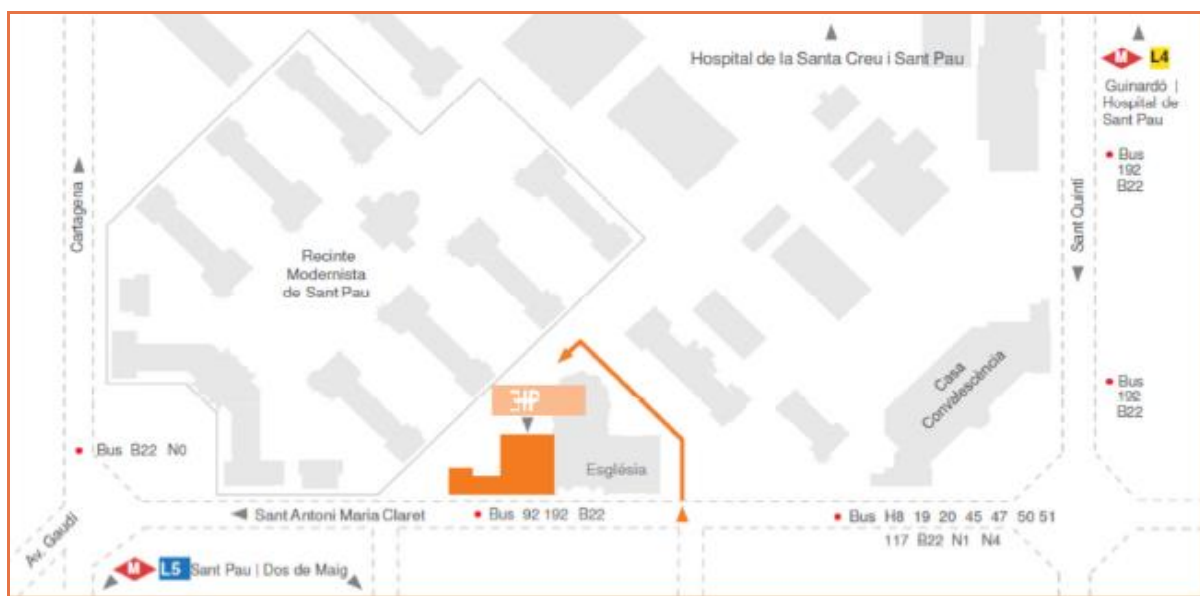 Hospital de la Santa Creu i Sant Pau
M L4
Guinardó |
Hospital de
Sant Pau
Bus
192
B22
Cartagena
Sant Quintí
Recinte
Modernista
de Sant Pau
Casa
Convalescència
Bus
192
B22
Bus B22 N0
Església
Sant Antoni Maria Claret
Bus 92 192 B22
Bus H8 19 20 45 47 50 51
117 B22 N1 N4
Av. Gaudí
M L5 Sant Pau | Dos de Maig